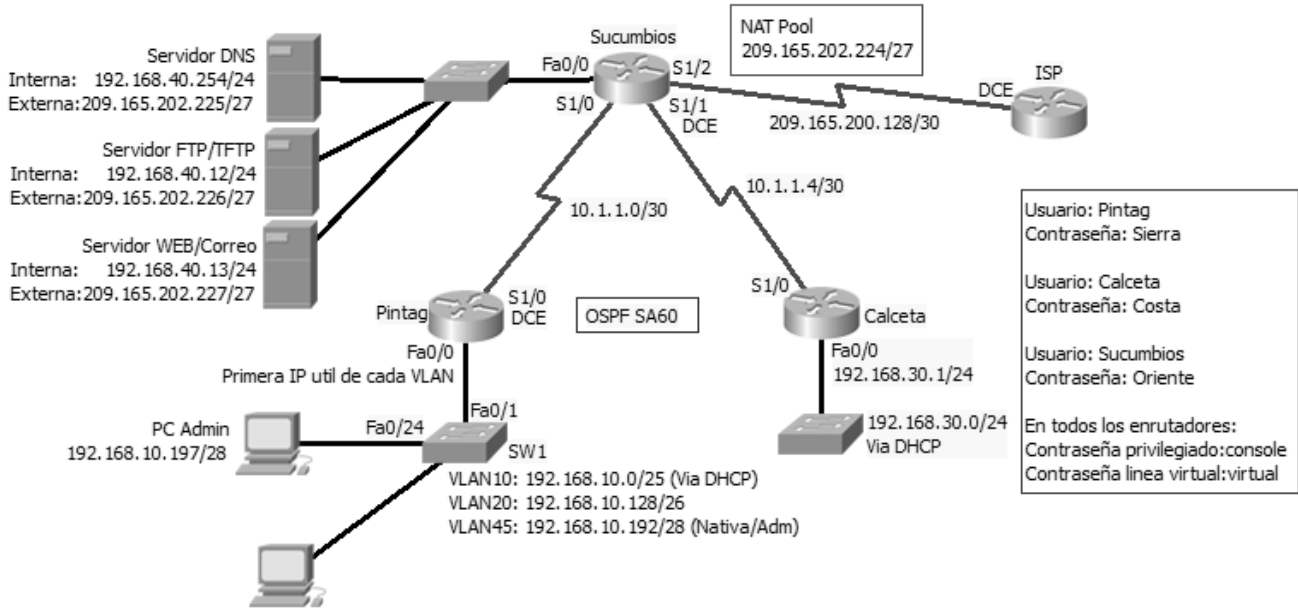 NAT Pool
209.165.202.224/27
Sucumbios
Servidor DNS
Interna: 192.168.40.254/24
Externa:209.165.202.225/27
Fa0/0
S1/2
S1/0
S1/1
DCE
ISP
DCE
209.165.200.128/30
Servidor FTP/TFTP
Interna: 192.168.40.12/24
Externa:209.165.202.226/27
10.1.1.4/30
10.1.1.0/30
Servidor WEB/Correo
Interna: 192.168.40.13/24
Externa:209.165.202.227/27
Usuario: Pintag
Contraseña: Sierra
Usuario: Calceta
Contraseña: Costa
Usuario: Sucumbios
Contraseña: Oriente
En todos los enrutadores:
Contraseña privilegiado:console
Contraseña linea virtual:virtual
Pintag
S1/0
DCE
OSPF SA60
S1/0
Calceta
Fa0/0
Primera IP util de cada VLAN
Fa0/0
192.168.30.1/24
Fa0/1
PC Admin
192.168.10.197/28
Fa0/24
SW1
192.168.30.0/24
Via DHCP
VLAN10: 192.168.10.0/25 (Via DHCP)
VLAN20: 192.168.10.128/26
VLAN45: 192.168.10.192/28 (Nativa/Adm)